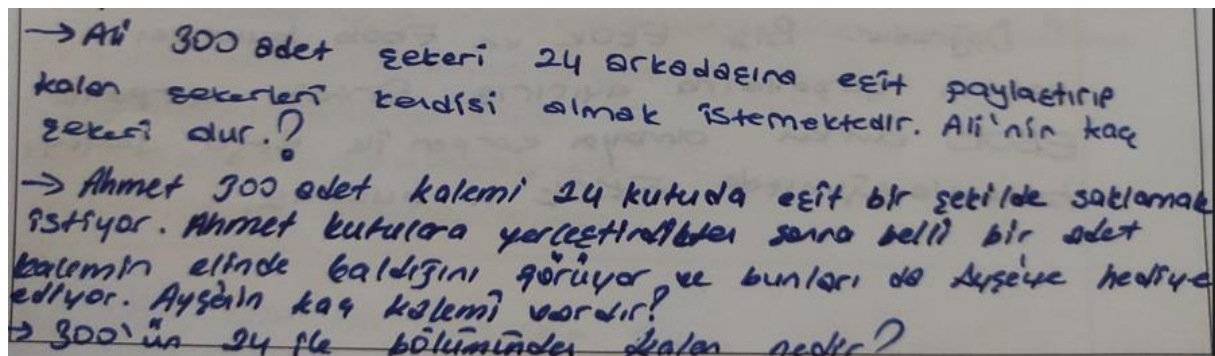 → Ali 300 adet şekeri 24 arkadaşına eşit paylaştırıp
kalan şekerleri kendisi almak istemektedir. Ali'nin kaç
şekeri olur.?
→ Ahmet 300 adet kalemi 24 kutuda eşit bir şekilde saklamak
istiyor. Ahmet kutulara yerleştirdikten sonra belli bir adet
kalemin elinde kaldığını görüyor ve bunları da Ayşe'ye hediye
ediyor. Ayşe'nin kaç kalemi vardır?
→ 300'ün 24 ile bölümünden kalan nedir?